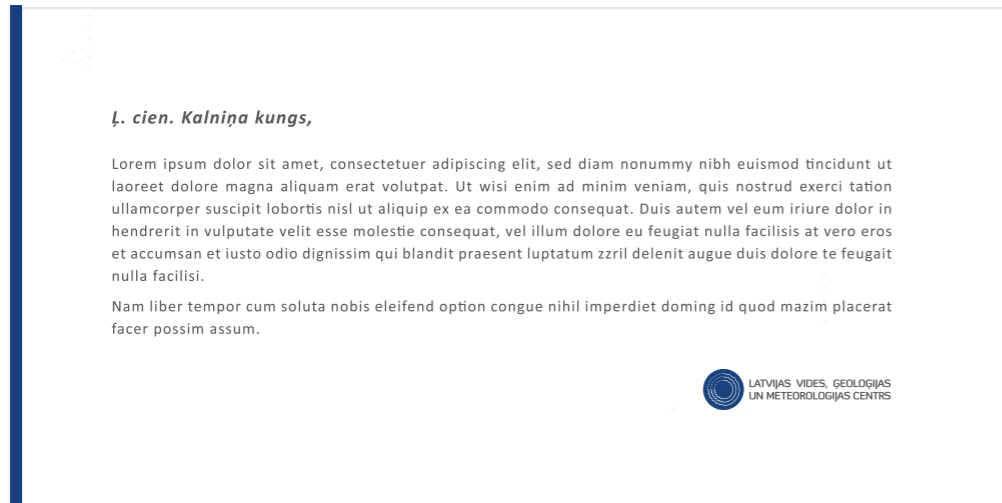 Ļ. cien. Kalniņa kungs,
Lorem ipsum dolor sit amet, consectetuer adipiscing elit, sed diam nonummy nibh euismod tincidunt ut
laoreet dolore magna aliquam erat volutpat. Ut wisi enim ad minim veniam, quis nostrud exerci tation
ullamcorper suscipit lobortis nisl ut aliquip ex ea commodo consequat. Duis autem vel eum iriure dolor in
hendrerit in vulputate velit esse molestie consequat, vel illum dolore eu feugiat nulla facilisis at vero eros
et accumsan et iusto odio dignissim qui blandit praesent luptatum zzril delenit augue duis dolore te feugait
nulla facilisi.
Nam liber tempor cum soluta nobis eleifend option congue nihil imperdiet doming id quod mazim placerat
facer possim assum.
LATVIJAS VIDES, ĢEOLOĢIJAS
UN METEOROLOĢIJAS CENTRS